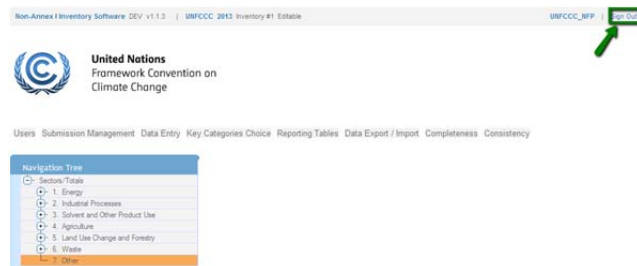 Non-Annex I Inventory Software DEV v1.1.3 | UNFCCC 2013 Inventory #1 Editable UNFCCC_NFP | Sign Out
United Nations
Framework Convention on
Climate Change
Users Submission Management Data Entry Key Categories Choice Reporting Tables Data Export / Import Completeness Consistency
Navigation Tree
Sectors/Totals
1. Energy
2. Industrial Processes
3. Solvent and Other Product Use
4. Agriculture
5. Land Use Change and Forestry
6. Waste
7. Other